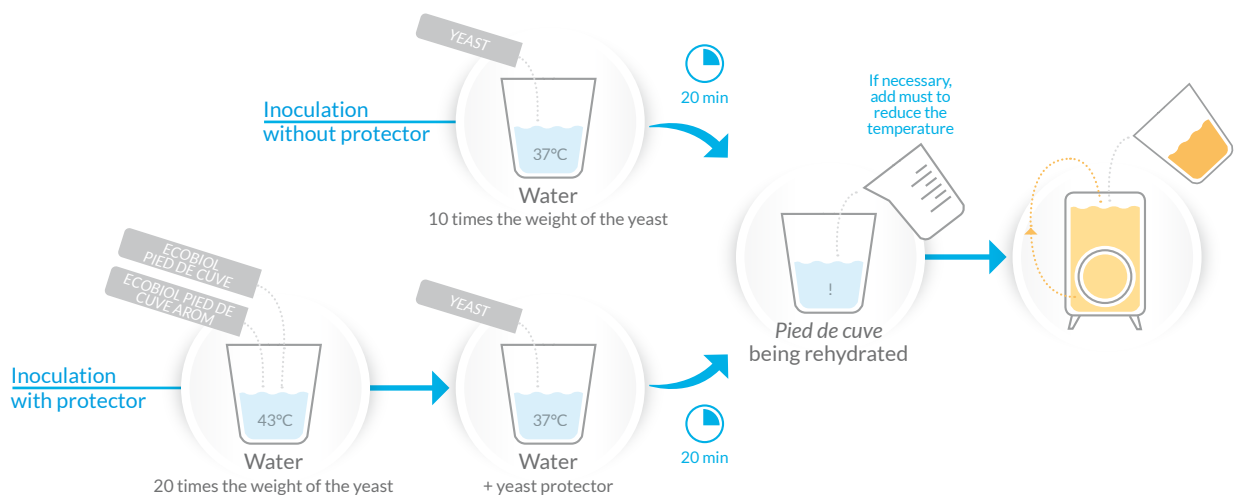 YEAST
20 min
Inoculation
without protector
37°C
Water
10 times the weight of the yeast
If necessary,
add must to
reduce the
temperature
ECOBIOL
PIED DE CUVE
ECOBIOL PIED DE
CUVE AROM
Inoculation
with protector
43°C
Water
20 times the weight of the yeast
YEAST
37°C
Water
+ yeast protector
20 min
!
Pied de cuve
being rehydrated